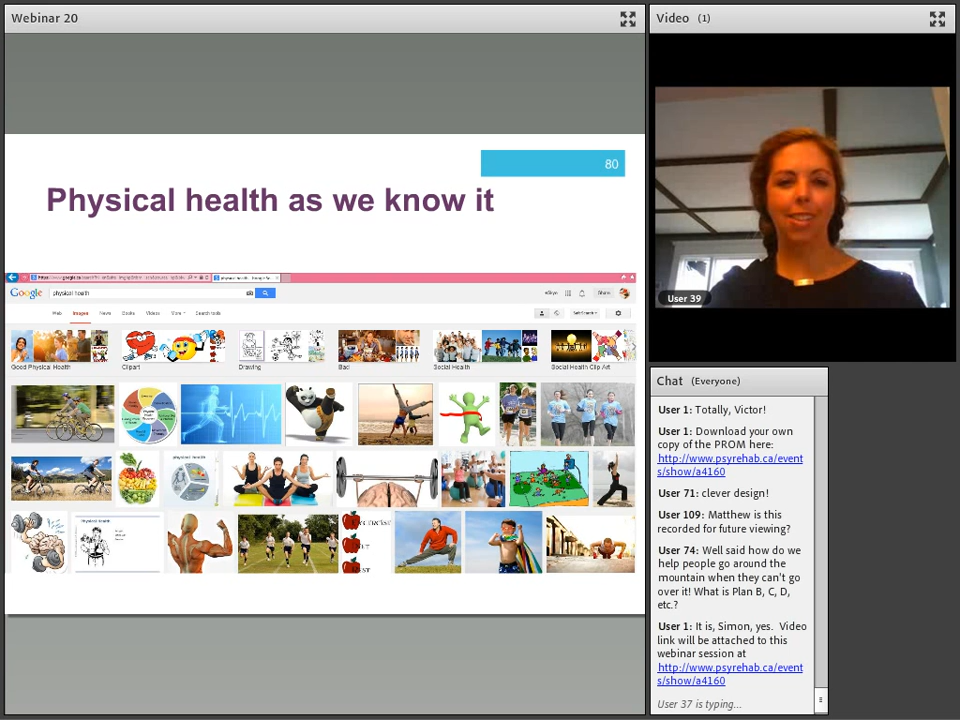 Webinar 20
80
Physical health as we know it
Google
physical health
Web Images News Books Videos More Search tools
Share
SafeSearch
Good Physical Health
Clipart
Drawing
Bad
Social Health
Social Health Clip Art
physical health
Physical health
Video (1)
User 39
Chat (Everyone)
User 1: Totally, Victor!
User 1: Download your own
copy of the PROM here:
http://www.psyrehab.ca/event
s/show/a4160
User 71: clever design!
User 109: Matthew is this
recorded for future viewing?
User 74: Well said how do we
help people go around the
mountain when they can't go
over it! What is Plan B, C, D,
etc.?
User 1: It is, Simon, yes. Video
link will be attached to this
webinar session at
http://www.psyrehab.ca/event
s/show/a4160
User 37 is typing...